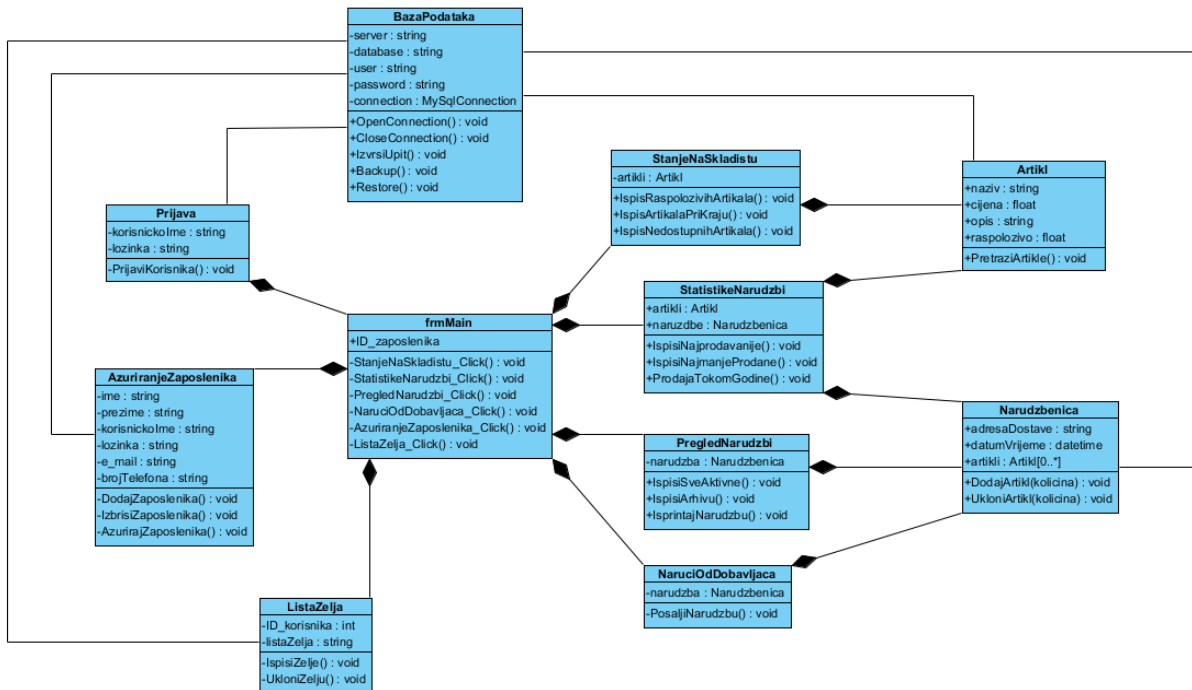 BazaPodataka
-server : string
-database : string
-user : string
-password : string
-connection : MySqlConnection
+OpenConnection() : void
+CloseConnection() : void
+IzvrsiUpit() : void
+Backup() : void
+Restore() : void
Prijava
-korisnickoIme : string
-lozinka : string
-PrijaviKorisnika() : void
StanjeNaSkladistu
-artikli : Artikl
+IspisRaspolozivihArtikala() : void
+IspisArtikalaPriKraju() : void
+IspisNedostupnihArtikala() : void
Artikl
+naziv : string
+cijena : float
+opis : string
+raspolozivo : float
+PretraziArtikle() : void
StatistikeNarudzbi
+artikli : Artikl
+naruzdbe : Narudzbenica
+IspisiNajprodavanije() : void
+IspisiNajmanjeProdane() : void
+ProdajaTokomGodine() : void
frmMain
+ID_zaposlenika
-StanjeNaSkladistu_Click() : void
-StatistikeNarudzbi_Click() : void
-PregledNarudzbi_Click() : void
-NaruciOdDobavljaca_Click() : void
-AzuriranjeZaposlenika_Click() : void
-ListaZelja_Click() : void
AzuriranjeZaposlenika
-ime : string
-prezime : string
-korisnickoIme : string
-lozinka : string
-e_mail : string
-brojTelefona : string
-DodajZaposlenika() : void
-IzbrisiZaposlenika() : void
-AzurirajZaposlenika() : void
Narudzbenica
+adresaDostave : string
+datumVrijeme : datetime
+artikli : Artikl[0..*]
+DodajArtikl(kolicina) : void
+UkloniArtikl(kolicina) : void
PregledNarudzbi
-narudzba : Narudzbenica
+IspisiSveAktivne() : void
+IspisiArhivu() : void
+IsprintajNarudzbu() : void
NaruciOdDobavljaca
-narudzba : Narudzbenica
-PosaljiNarudzbu() : void
ListaZelja
-ID_korisnika : int
-listaZelja : string
-IspisiZelje() : void
-UkloniZelju() : void